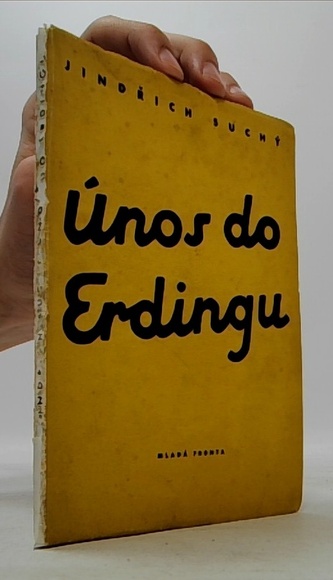 JINDŘICH SUCHÝ
Únos do
Erdingu
MLADÁ FRONTA